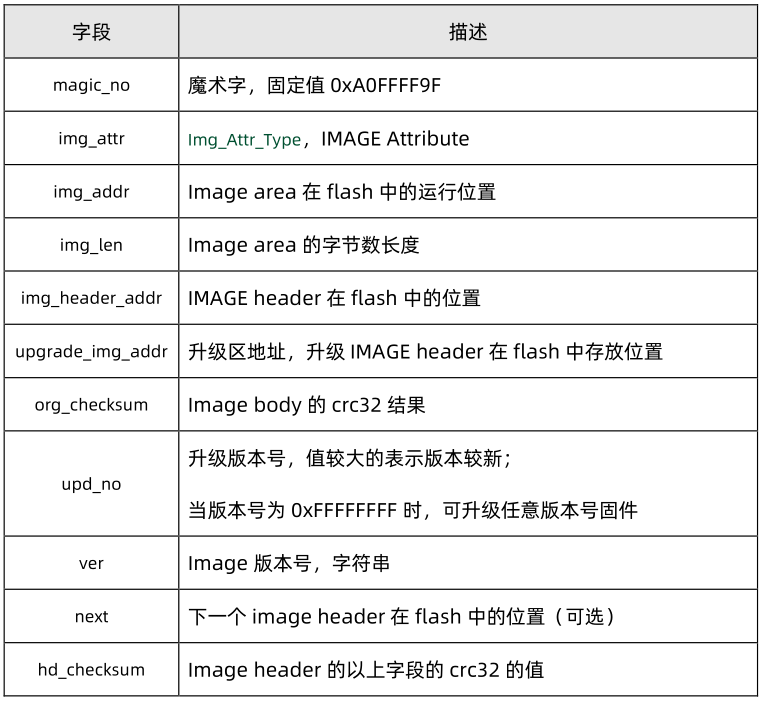 字段 描述
magic_no 魔术字，固定值 0xA0FFFF9F
img_attr Img_Attr_Type，IMAGE Attribute
img_addr Image area 在 flash 中的运行位置
img_len Image area 的字节数长度
img_header_addr IMAGE header 在 flash 中的位置
upgrade_img_addr 升级区地址，升级 IMAGE header 在 flash 中存放位置
org_checksum Image body 的 crc32 结果
upd_no 升级版本号，值较大的表示版本较新；
当版本号为 0xFFFFFFFF 时，可升级任意版本号固件
ver Image 版本号，字符串
next 下一个 image header 在 flash 中的位置（可选）
hd_checksum Image header 的以上字段的 crc32 的值